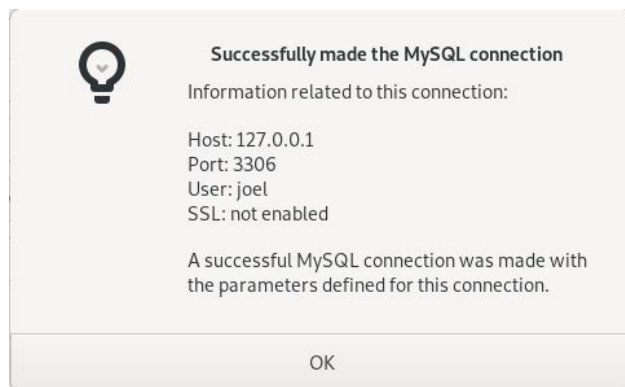 Successfully made the MySQL connection
Information related to this connection:
Host: 127.0.0.1
Port: 3306
User: joel
SSL: not enabled
A successful MySQL connection was made with
the parameters defined for this connection.
OK